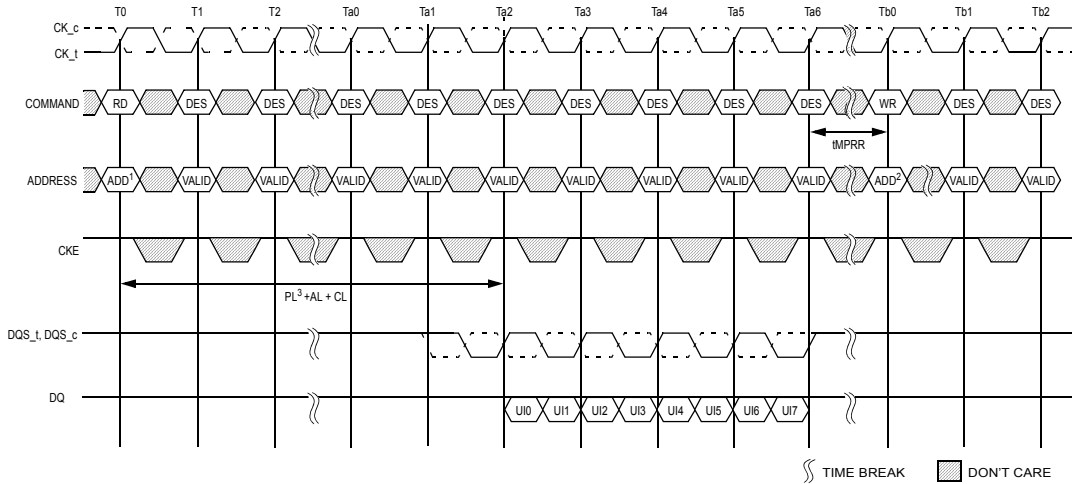 T0 T1 T2 Ta0 Ta1 Ta2 Ta3 Ta4 Ta5 Ta6 Tb0 Tb1 Tb2
CK_c
CK_t
COMMAND RD DES DES DES DES DES DES DES DES DES WR DES DES
tMPRR
ADDRESS ADD1 VALID VALID VALID VALID VALID VALID VALID VALID VALID ADD2 VALID VALID
CKE
PL3 +AL + CL
DQS_t, DQS_c
DQ UI0 UI1 UI2 UI3 UI4 UI5 UI6 UI7
TIME BREAK DON'T CARE